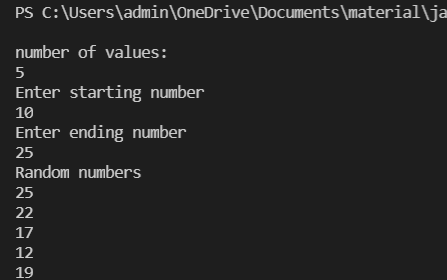 PS C:\Users\admin\OneDrive\Documents\material\ja
number of values:
5
Enter starting number
10
Enter ending number
25
Random numbers
25
22
17
12
19